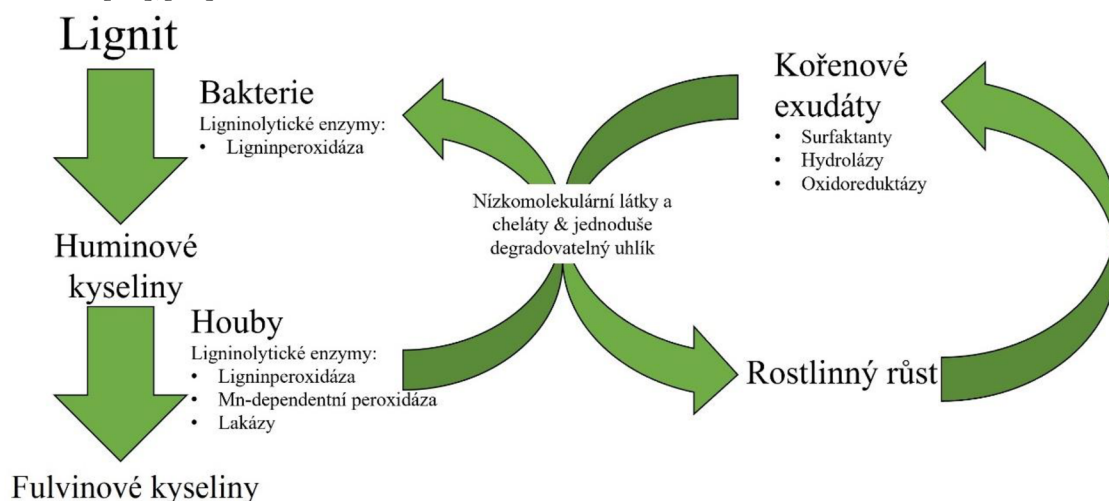 Lignit
Bakterie
Ligninolytické enzymy:
• Ligninperoxidáza
Kořenové
exudáty
• Surfaktanty
• Hydrolázy
• Oxidoreduktázy
Nízkomolekulární látky a
cheláty & jednoduše
degradovatelný uhlík
Huminové
kyseliny
Houby
Ligninolytické enzymy:
• Ligninperoxidáza
• Mn-dependentní peroxidáza
• Lakázy
Rostlinný růst
Fulvinové kyseliny